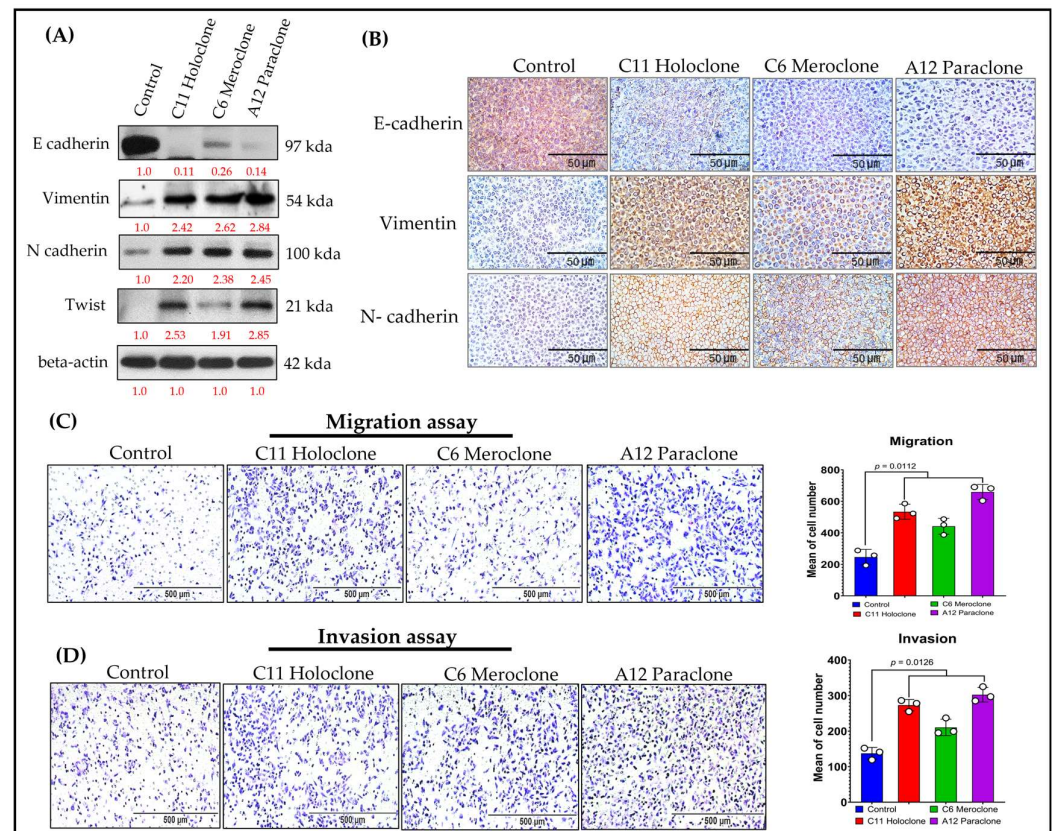 (A)
Control
C11 Holoclone
C6 Meroclone
A12 Paraclone
E cadherin
97 kda
1.0 0.11 0.26 0.14
Vimentin
54 kda
1.0 2.42 2.62 2.84
N cadherin
100 kda
1.0 2.20 2.38 2.45
Twist
21 kda
1.0 2.53 1.91 2.85
beta-actin
42 kda
1.0 1.0 1.0 1.0
(B)
Control C11 Holoclone C6 Meroclone A12 Paraclone
E-cadherin
50 µm 50 µm 50 µm 50 µm
Vimentin
50 µm 50 µm 50 µm 50 µm
N- cadherin
50 µm 50 µm 50 µm 50 µm
(C)
Migration assay
Control C11 Holoclone C6 Meroclone A12 Paraclone
500 µm 500 µm 500 µm 500 µm
Migration
p = 0.0112
Mean of cell number
800
600
400
200
0
Control
C6 Meroclone
C11 Holoclone
A12 Paraclone
(D)
Invasion assay
Control C11 Holoclone C6 Meroclone A12 Paraclone
500 µm 500 µm 500 µm 500 µm
Invasion
p = 0.0126
Mean of cell number
400
300
200
100
0
Control
C6 Meroclone
C11 Holoclone
A12 Paraclone